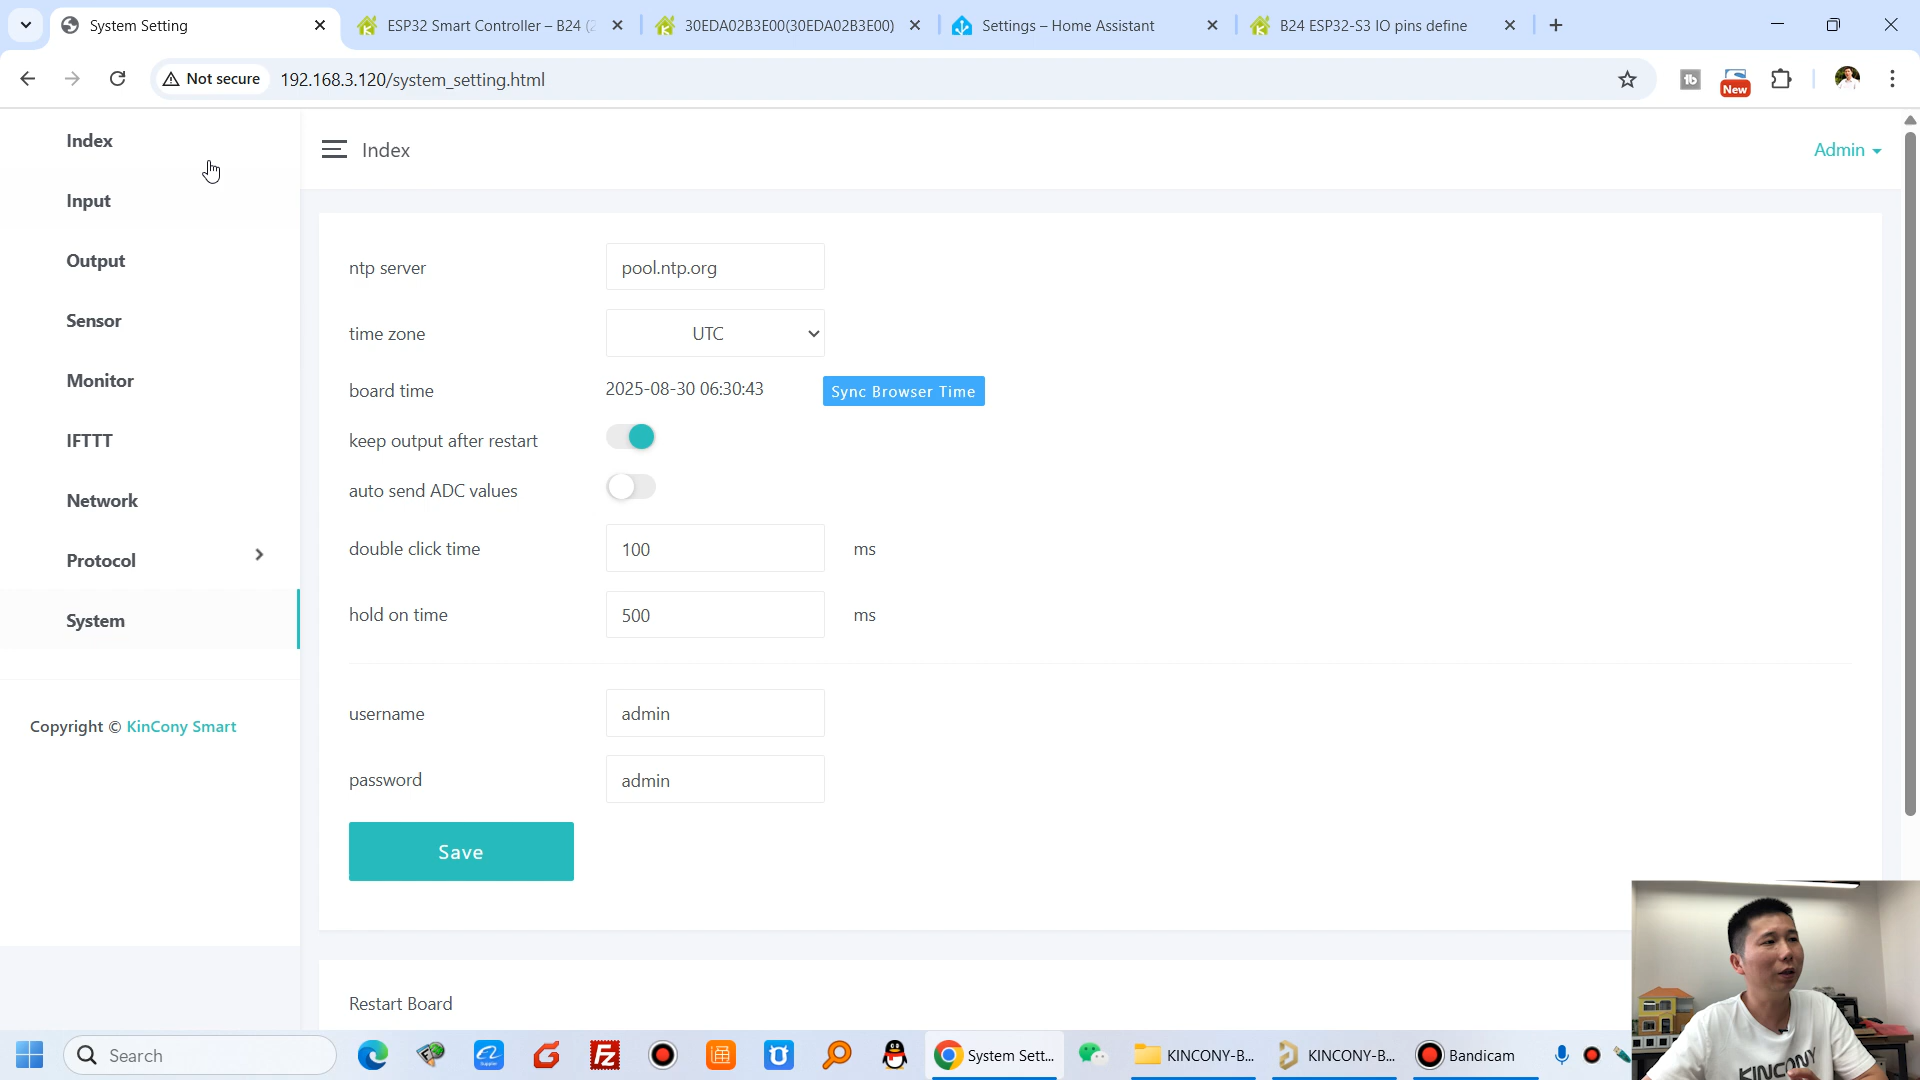 System Setting
ESP32 Smart Controller – B24 (2
30EDA02B3E00(30EDA02B3E00)
Settings – Home Assistant
B24 ESP32-S3 IO pins define
Not secure
192.168.3.120/system_setting.html
New
Index
Input
Output
Sensor
Monitor
IFTTT
Network
Protocol
System
Copyright © KinCony Smart
Index
Admin
ntp server
pool.ntp.org
time zone
UTC
board time
2025-08-30 06:30:43
Sync Browser Time
keep output after restart
auto send ADC values
double click time
100
ms
hold on time
500
ms
username
admin
password
admin
Save
Restart Board
Search
System Sett...
KINCONY-B...
KINCONY-B...
Bandicam
KINCONY